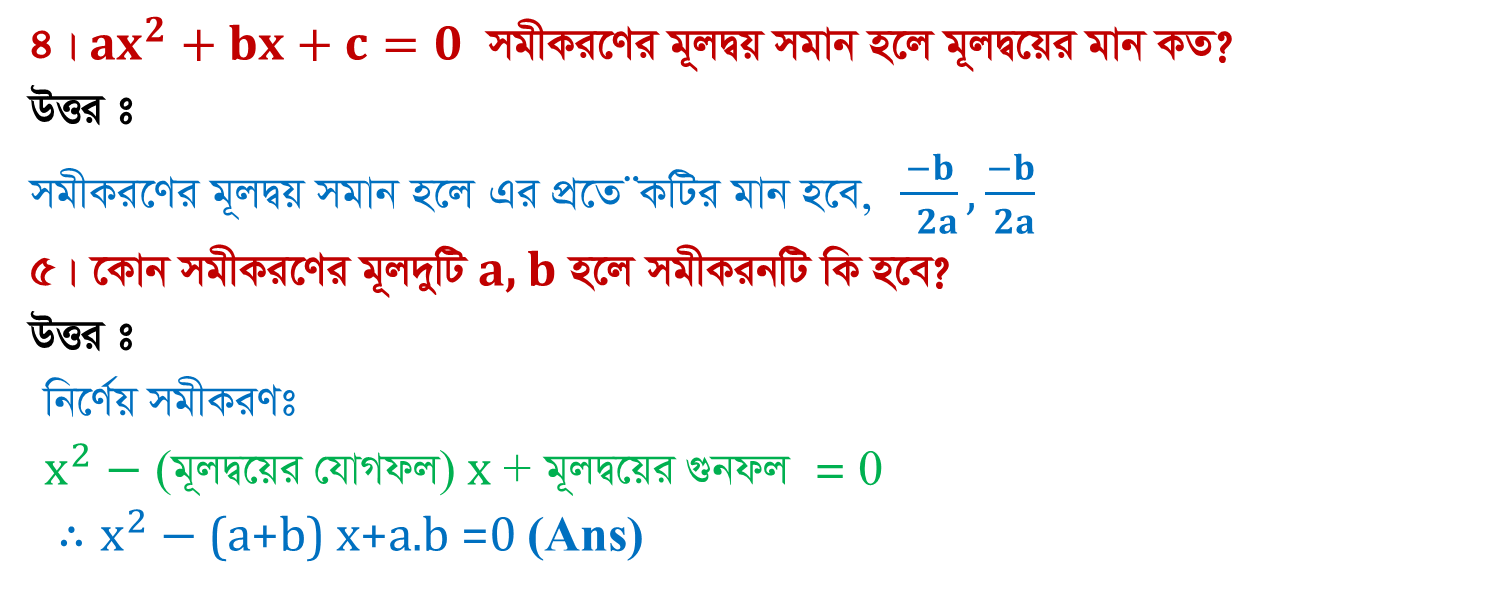 ৪। ax² + bx + c = 0 সমীকরণের মূলদ্বয় সমান হলে মূলদ্বয়ের মান কত?
উত্তর ঃ
সমীকরণের মূলদ্বয় সমান হলে এর প্রতে¨কটির মান হবে, −b/2a, −b/2a
৫। কোন সমীকরণের মূলদুটি a, b হলে সমীকরনটি কি হবে?
উত্তর ঃ
নির্ণেয় সমীকরণঃ
x² − (মূলদ্বয়ের যোগফল) x + মূলদ্বয়ের গুনফল = 0
∴ x² − (a+b) x+a.b =0 (Ans)